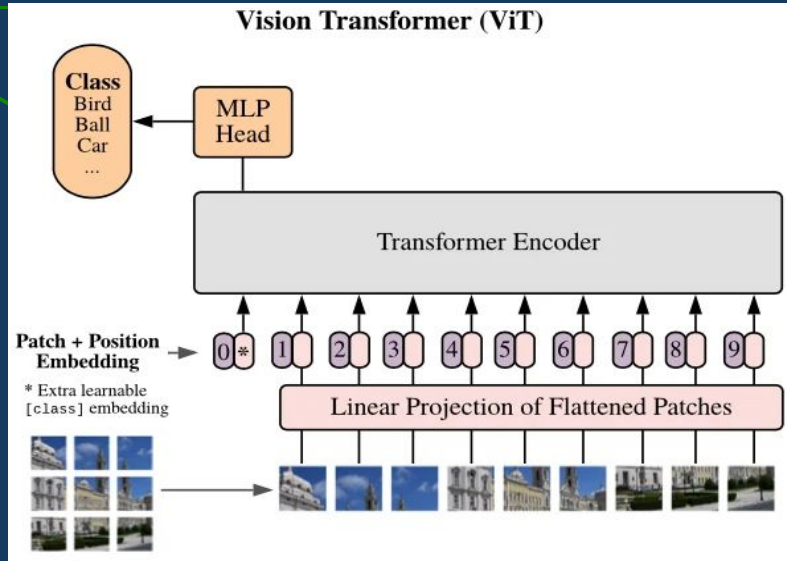 Vision Transformer (ViT)
Class
Bird
Ball
Car
...
MLP
Head
Transformer Encoder
Patch + Position
Embedding
* Extra learnable
[class] embedding
0 * 1 2 3 4 5 6 7 8 9
Linear Projection of Flattened Patches